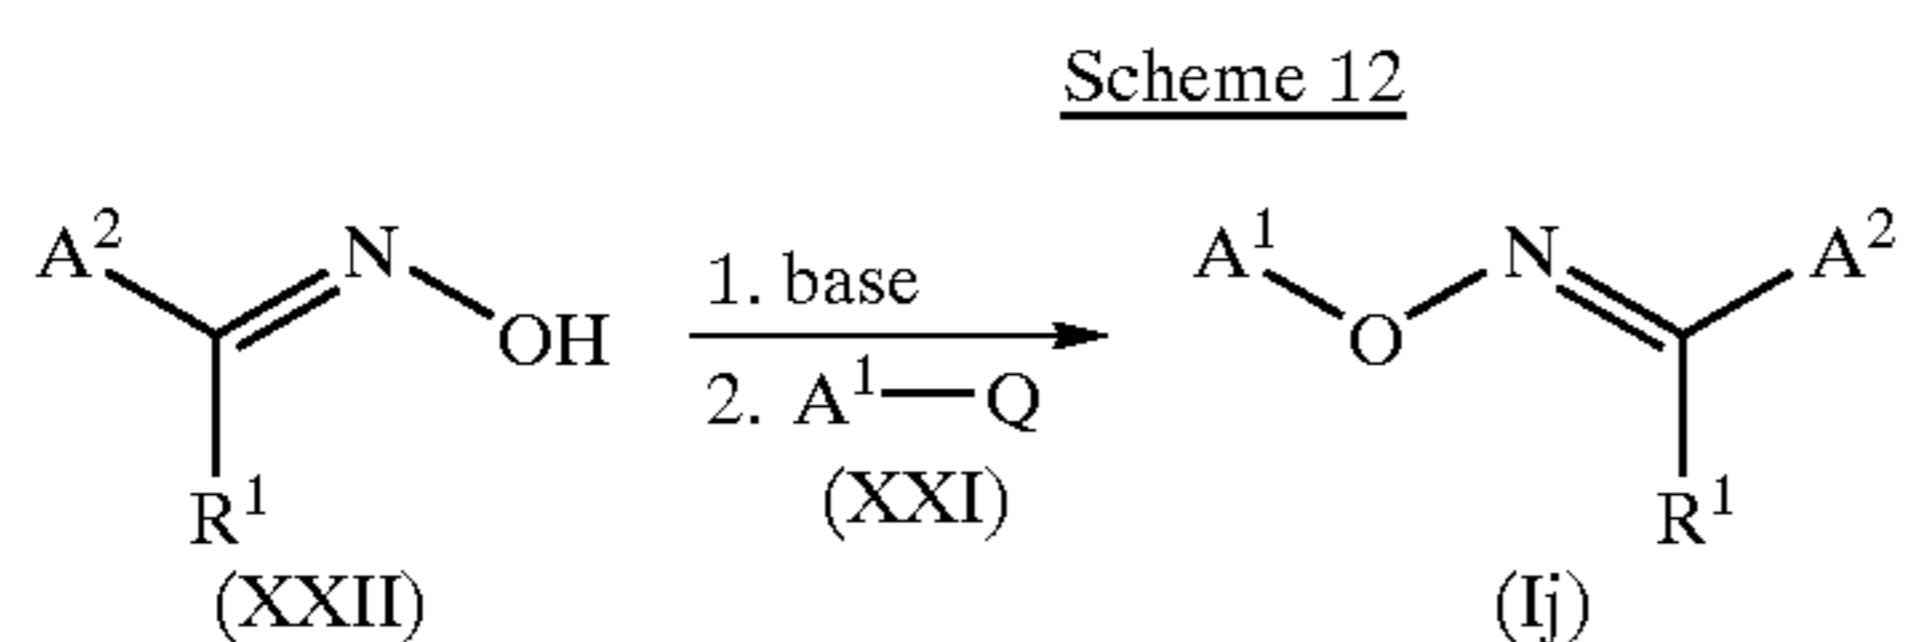 Scheme 12
A² N OH R¹ (XXII)
1. base
2. A¹—Q
(XXI)
A¹ O N A² R¹ (Ij)